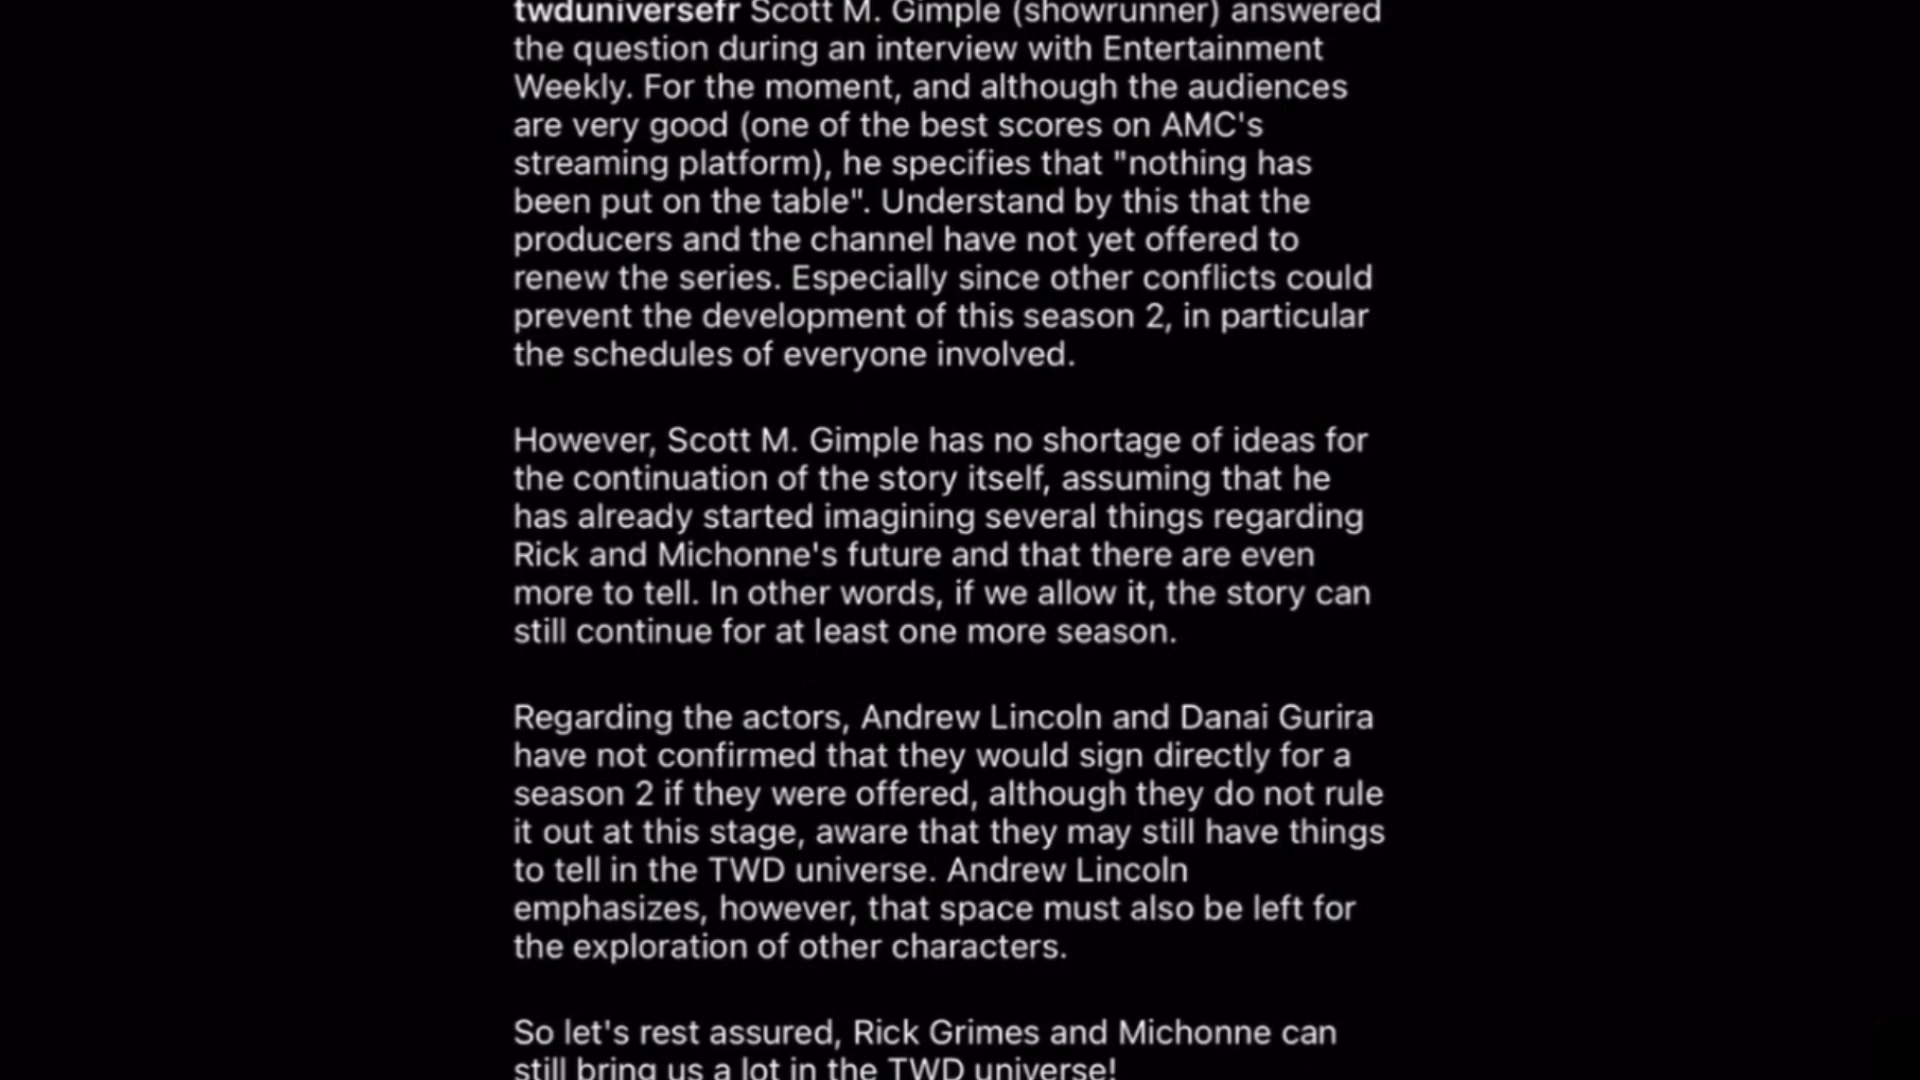 twduniversefr Scott M. Gimple (showrunner) answered
the question during an interview with Entertainment
Weekly. For the moment, and although the audiences
are very good (one of the best scores on AMC's
streaming platform), he specifies that "nothing has
been put on the table". Understand by this that the
producers and the channel have not yet offered to
renew the series. Especially since other conflicts could
prevent the development of this season 2, in particular
the schedules of everyone involved.
However, Scott M. Gimple has no shortage of ideas for
the continuation of the story itself, assuming that he
has already started imagining several things regarding
Rick and Michonne's future and that there are even
more to tell. In other words, if we allow it, the story can
still continue for at least one more season.
Regarding the actors, Andrew Lincoln and Danai Gurira
have not confirmed that they would sign directly for a
season 2 if they were offered, although they do not rule
it out at this stage, aware that they may still have things
to tell in the TWD universe. Andrew Lincoln
emphasizes, however, that space must also be left for
the exploration of other characters.
So let's rest assured, Rick Grimes and Michonne can
still bring us a lot in the TWD universe!